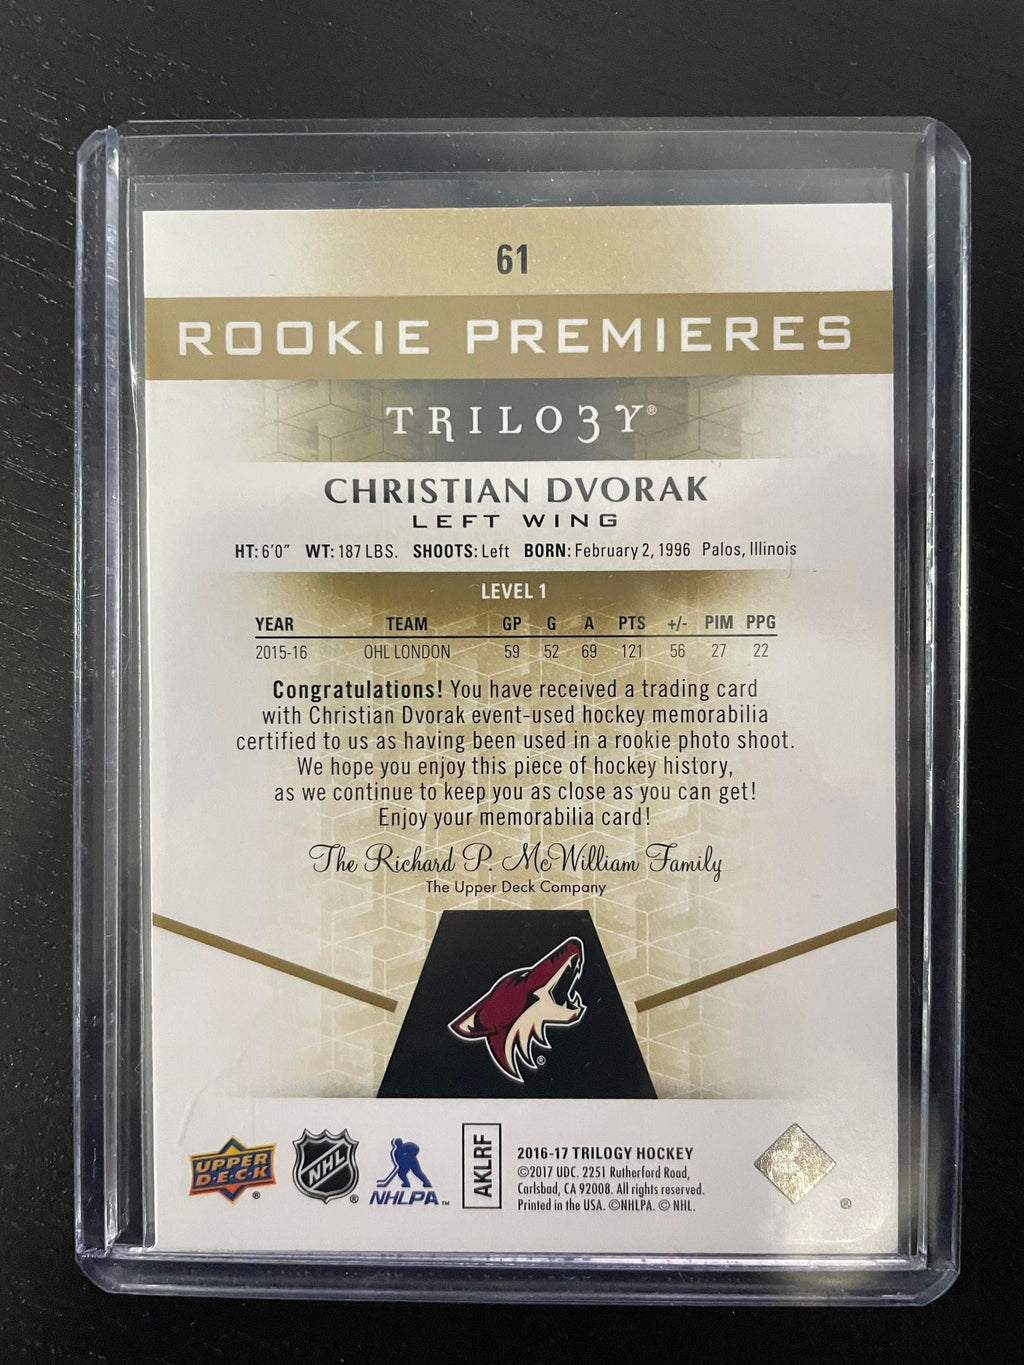 61
ROOKIE PREMIERES
TRILO3Y®
CHRISTIAN DVORAK
LEFT WING
HT: 6'0" WT: 187 LBS. SHOOTS: Left BORN: February 2, 1996 Palos, Illinois
LEVEL 1
YEAR TEAM GP G A PTS +/- PIM PPG
2015-16 OHL LONDON 59 52 69 121 56 27 22
Congratulations! You have received a trading card
with Christian Dvorak event-used hockey memorabilia
certified to us as having been used in a rookie photo shoot.
We hope you enjoy this piece of hockey history,
as we continue to keep you as close as you can get!
Enjoy your memorabilia card!
The Richard P. McWilliam Family
The Upper Deck Company
®
UPPER
DECK
®
NHL
®
NHLPA™
AKLRF
2016-17 TRILOGY HOCKEY
©2017 UDC. 2251 Rutherford Road,
Carlsbad, CA 92008. All rights reserved.
Printed in the USA. ©NHLPA. © NHL.
®